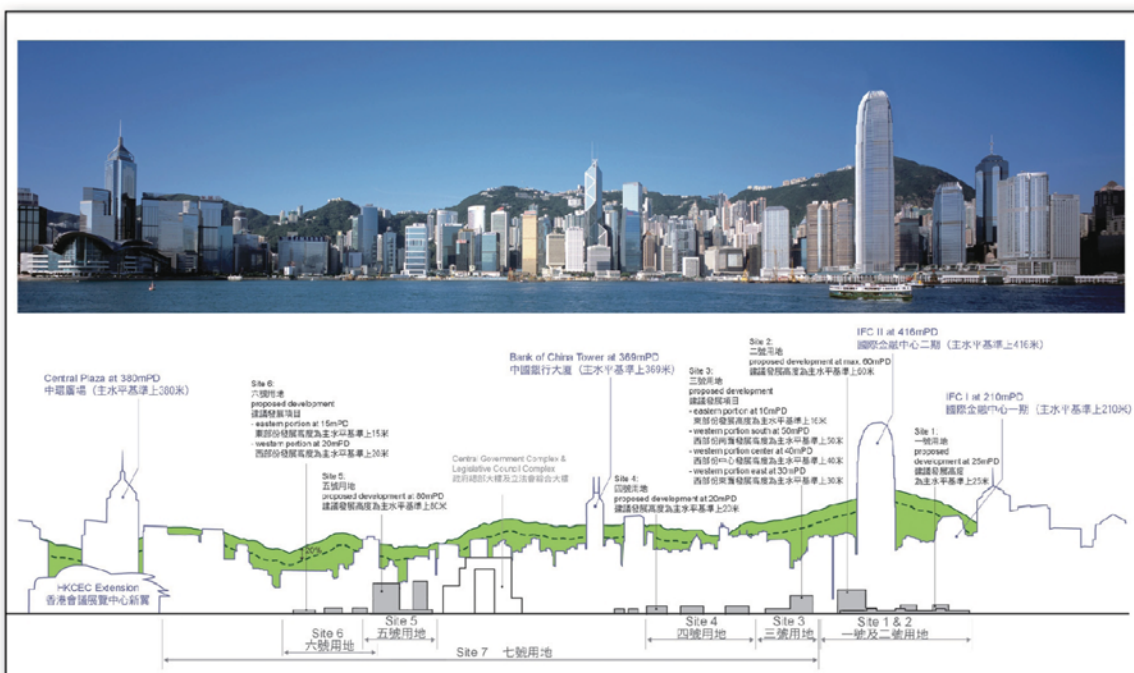 Central Plaza at 380mPD
中環廣場（主水平基準上380米）
Site 6:
六號用地
proposed development
建議發展項目
- eastern portion at 15mPD
東部份發展高度為主水平基準上15米
- western portion at 20mPD
西部份發展高度為主水平基準上20米
Site 5:
五號用地
proposed development at 80mPD
建議發展高度為主水平基準上80米
Central Government Complex &
Legislative Council Complex
政府總部大樓及立法會綜合大樓
Bank of China Tower at 369mPD
中國銀行大廈（主水平基準上369米）
Site 4:
四號用地
proposed development at 20mPD
建議發展高度為主水平基準上20米
Site 3:
三號用地
proposed development
建議發展項目
- eastern portion at 16mPD
東部份發展高度為主水平基準上16米
- western portion south at 50mPD
西部份南面發展高度為主水平基準上50米
- western portion center at 40mPD
西部份中心發展高度為主水平基準上40米
- western portion east at 30mPD
西部份東面發展高度為主水平基準上30米
Site 2:
二號用地
proposed development at max. 60mPD
建議發展高度為主水平基準上60米
IFC II at 416mPD
國際金融中心二期（主水平基準上416米）
IFC I at 210mPD
國際金融中心一期（主水平基準上210米）
Site 1:
一號用地
proposed
development at 25mPD
建議發展高度
為主水平基準上25米
20%
HKCEC Extension
香港會議展覽中心新翼
Site 6
六號用地
Site 5
五號用地
Site 4
四號用地
Site 3
三號用地
Site 1 & 2
一號及二號用地
Site 7 七號用地